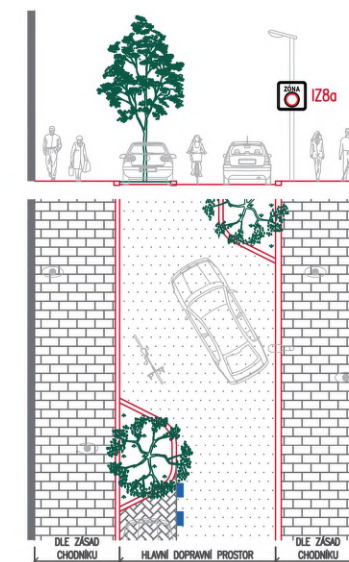 ZÓNA
IZ8a
DLE ZÁSAD
CHODNÍKU
HLAVNÍ DOPRAVNÍ PROSTOR
DLE ZÁSAD
CHODNÍKU